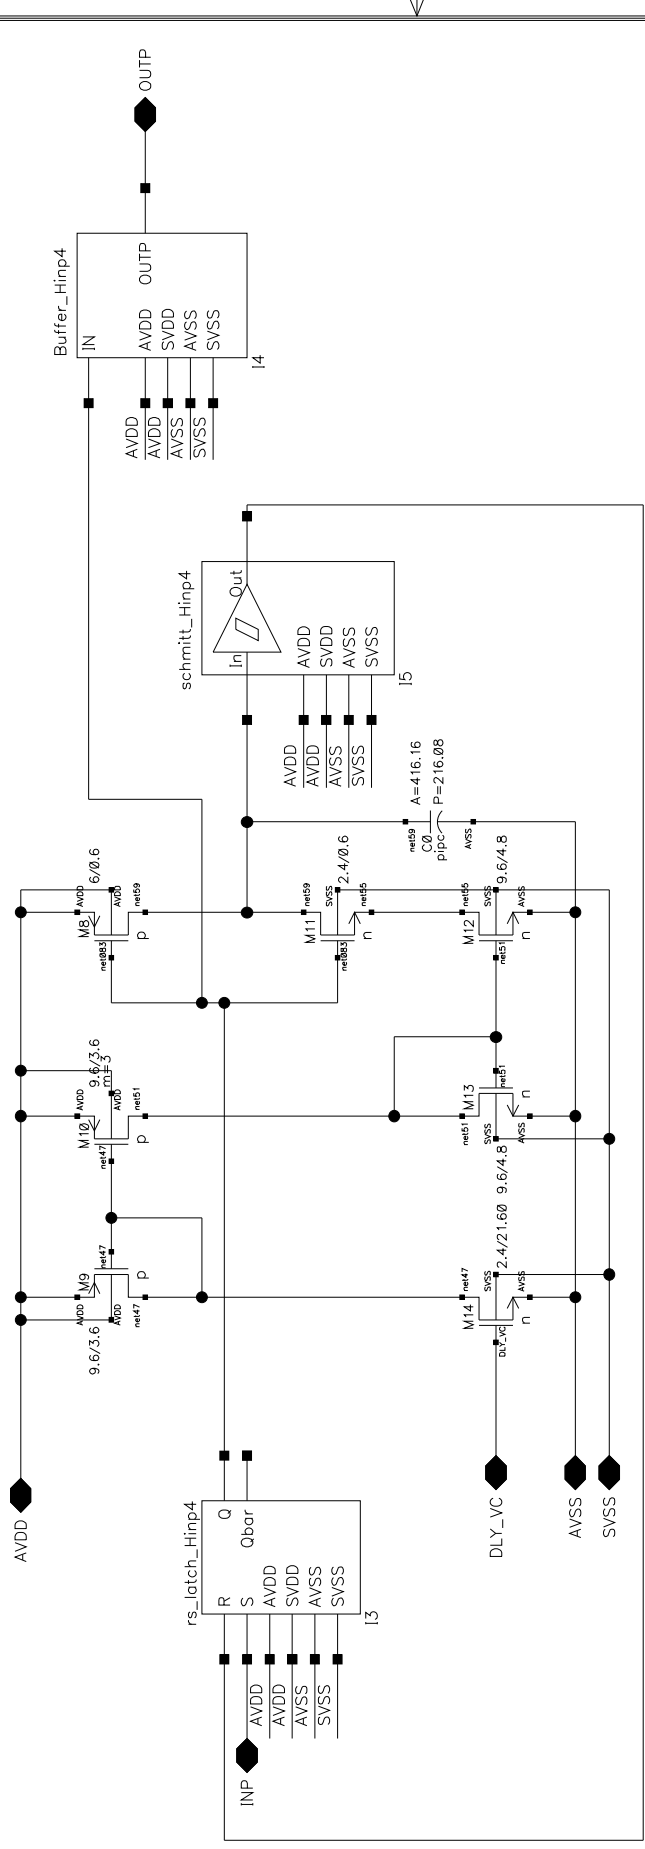 OUTP
Buffer_Hinp4
IN
OUTP
AVDD
SVDD
AVSS
SVSS
I4
AVDD
AVDD
AVSS
SVSS
schmitt_Hinp4
In
Out
AVDD
SVDD
AVSS
SVSS
I5
AVDD
AVDD
AVSS
SVSS
A=416.16
P=216.08
net59
C0
pipc
AVSS
M8
6/0.6
AVDD
AVDD
net083
net59
p
M11
2.4/0.6
net59
SVSS
net083
net55
n
M12
9.6/4.8
net55
SVSS
net51
AVSS
n
M10
9.6/3.6
m=3
AVDD
AVDD
net47
net51
p
M13
9.6/4.8
net51
net51
SVSS
AVSS
n
M9
9.6/3.6
AVDD
AVDD
net47
net47
p
M14
2.4/21.60
net47
SVSS
DLY_VC
AVSS
n
AVDD
DLY_VC
AVSS
SVSS
rs_latch_Hinp4
Q
Qbar
R
S
AVDD
SVDD
AVSS
SVSS
I3
AVDD
AVDD
AVSS
SVSS
INP